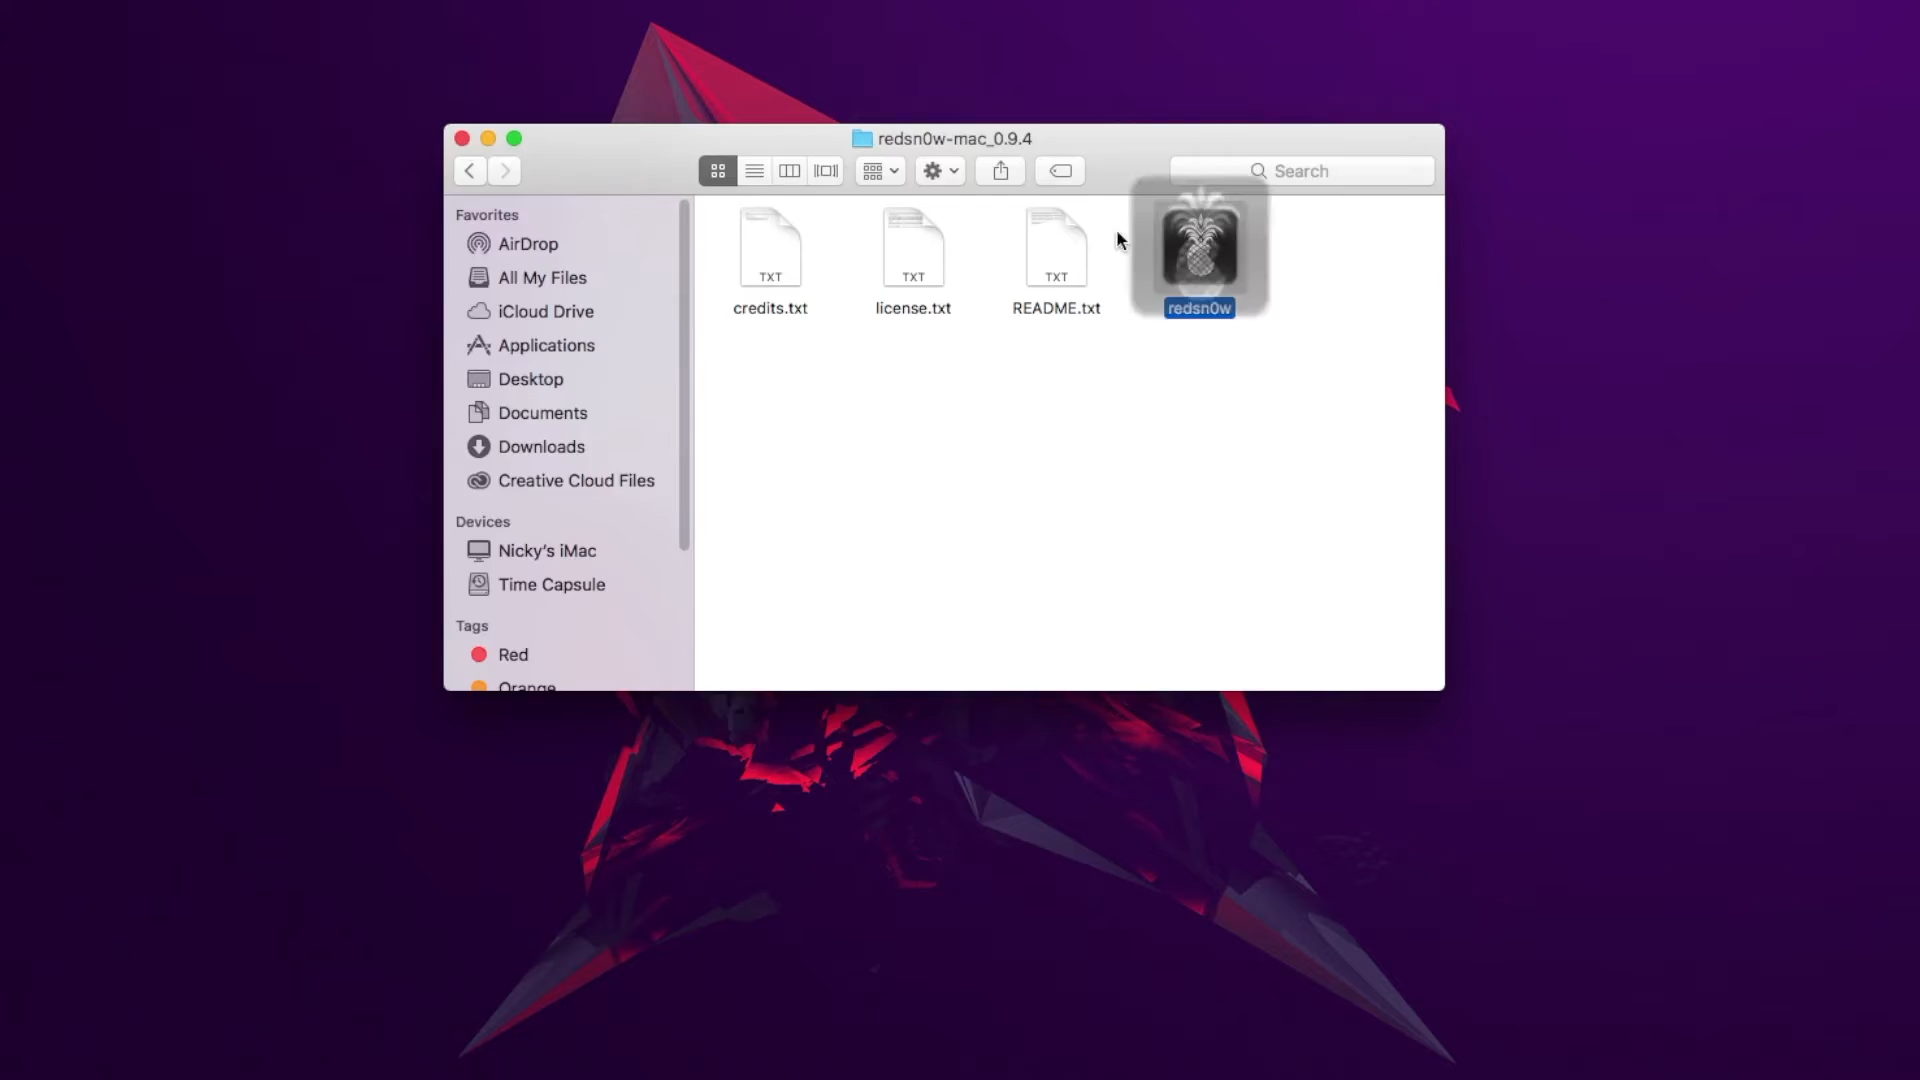 redsn0w-mac_0.9.4
Search
Favorites
AirDrop
All My Files
iCloud Drive
Applications
Desktop
Documents
Downloads
Creative Cloud Files
Devices
Nicky's iMac
Time Capsule
Tags
Red
Orange
TXT
TXT
TXT
credits.txt
license.txt
README.txt
redsn0w